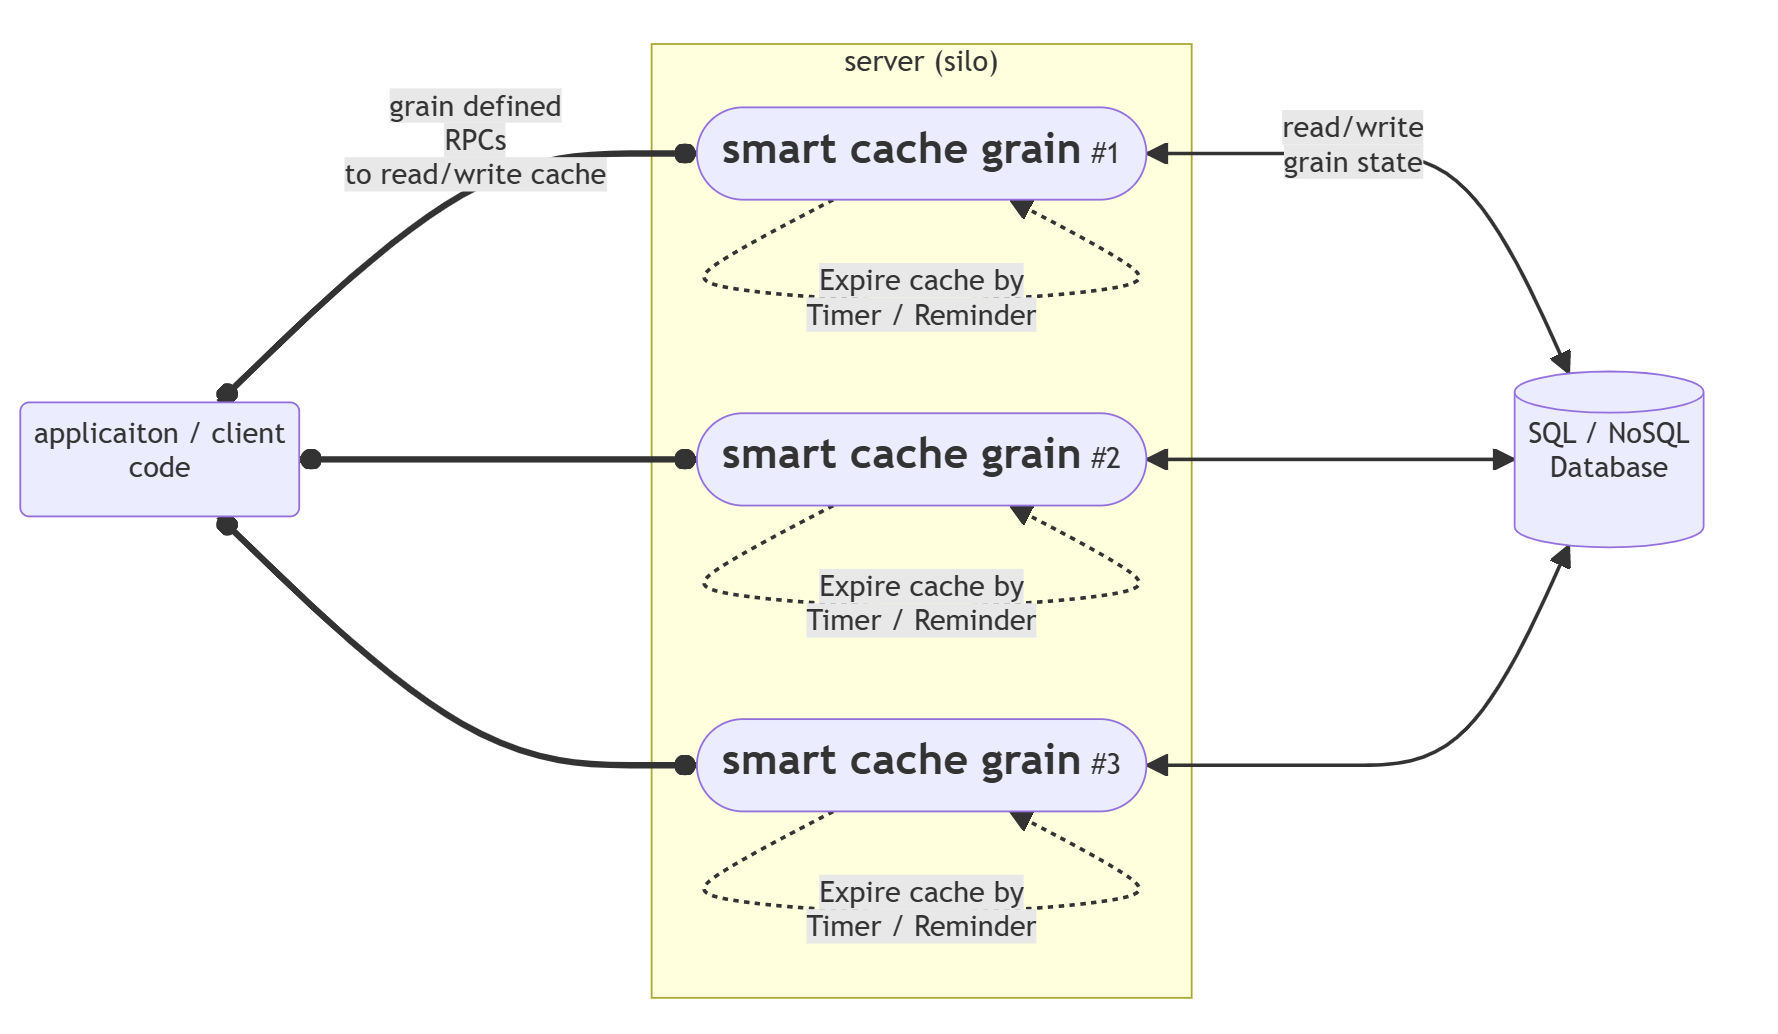 server (silo)
grain defined
RPCs
to read/write cache
smart cache grain #1
read/write
grain state
Expire cache by
Timer / Reminder
applicaiton / client
code
smart cache grain #2
SQL / NoSQL
Database
Expire cache by
Timer / Reminder
smart cache grain #3
Expire cache by
Timer / Reminder